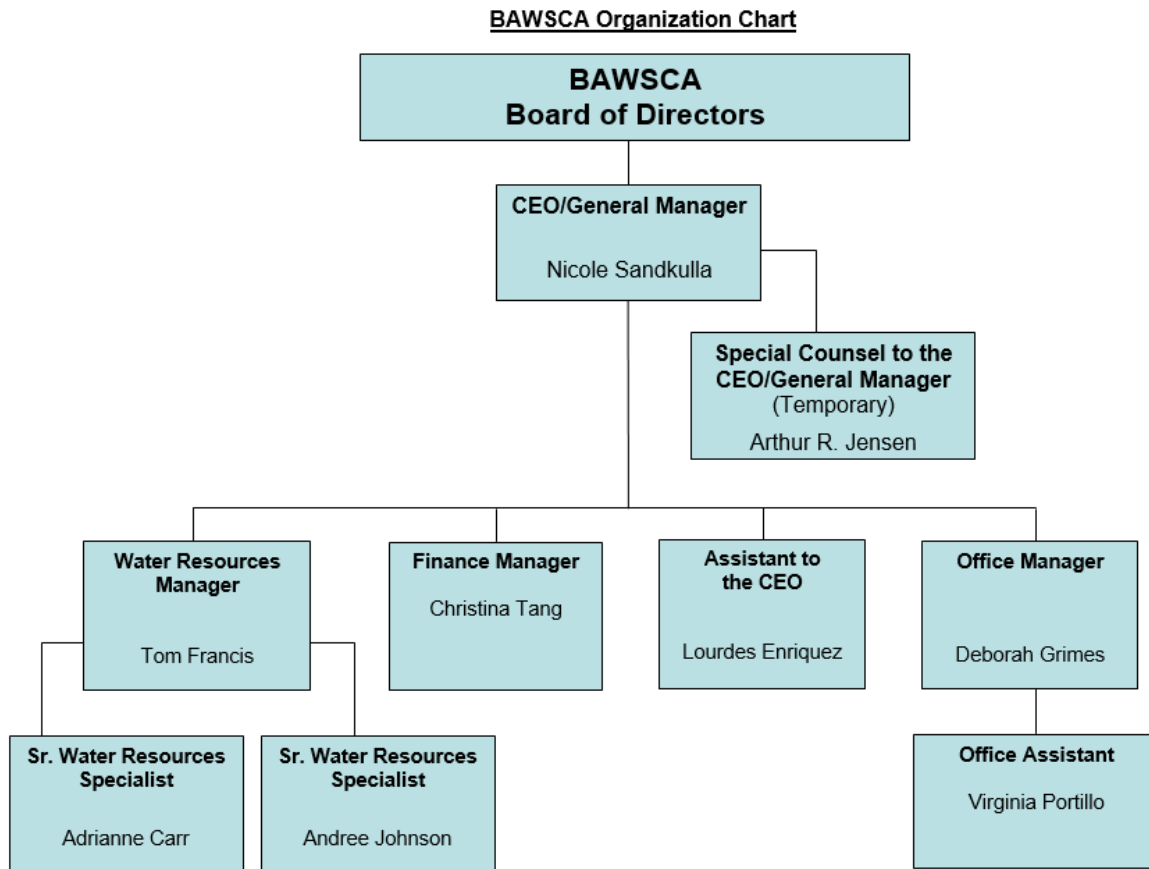 BAWSCA Organization Chart
BAWSCA
Board of Directors
CEO/General Manager
Nicole Sandkulla
Special Counsel to the
CEO/General Manager
(Temporary)
Arthur R. Jensen
Water Resources
Manager
Tom Francis
Finance Manager
Christina Tang
Assistant to
the CEO
Lourdes Enriquez
Office Manager
Deborah Grimes
Sr. Water Resources
Specialist
Adrianne Carr
Sr. Water Resources
Specialist
Andree Johnson
Office Assistant
Virginia Portillo